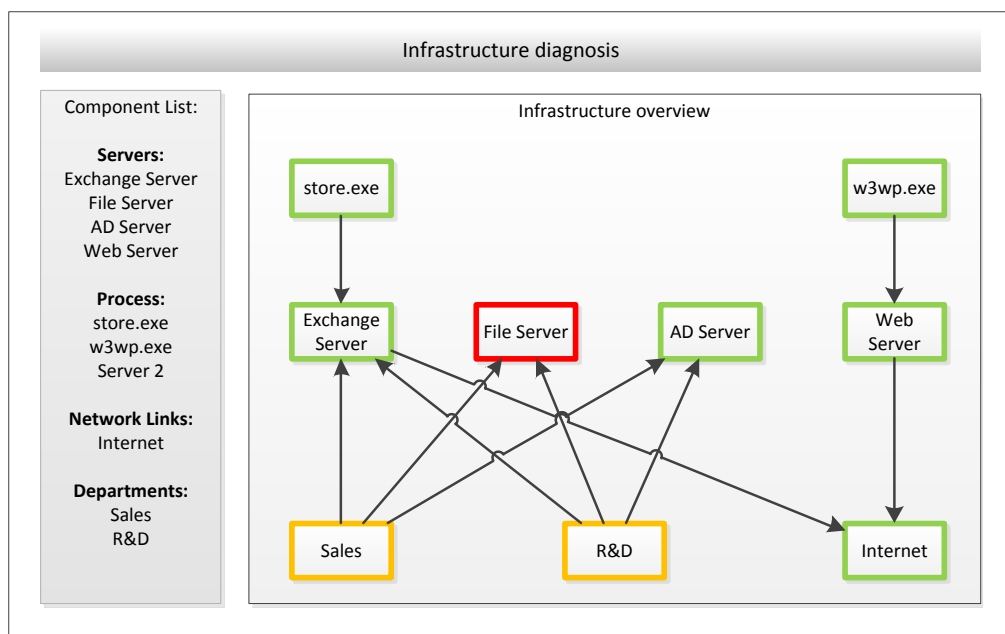 Infrastructure diagnosis
Component List:
Servers:
Exchange Server
File Server
AD Server
Web Server
Process:
store.exe
w3wp.exe
Server 2
Network Links:
Internet
Departments:
Sales
R&D
Infrastructure overview
store.exe
w3wp.exe
Exchange
Server
File Server
AD Server
Web
Server
Sales
R&D
Internet